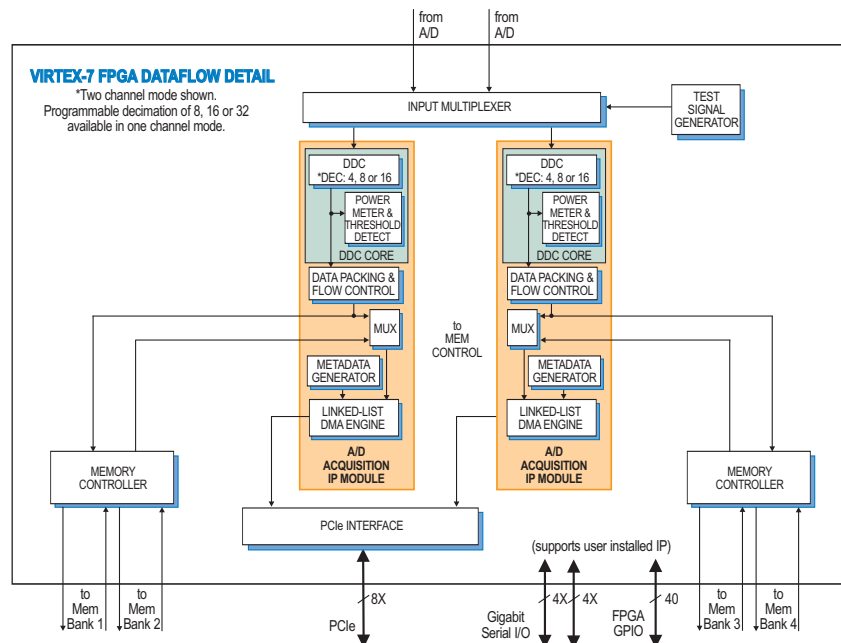 from
A/D
from
A/D
VIRTEX-7 FPGA DATAFLOW DETAIL
*Two channel mode shown.
Programmable decimation of 8, 16 or 32
available in one channel mode.
INPUT MULTIPLEXER
TEST
SIGNAL
GENERATOR
DDC
*DEC: 4, 8 or 16
POWER
METER &
THRESHOLD
DETECT
DDC CORE
DATA PACKING &
FLOW CONTROL
MUX
METADATA
GENERATOR
LINKED-LIST
DMA ENGINE
A/D
ACQUISITION
IP MODULE
to
MEM
CONTROL
DDC
*DEC: 4, 8 or 16
POWER
METER &
THRESHOLD
DETECT
DDC CORE
DATA PACKING &
FLOW CONTROL
MUX
METADATA
GENERATOR
LINKED-LIST
DMA ENGINE
A/D
ACQUISITION
IP MODULE
MEMORY
CONTROLLER
MEMORY
CONTROLLER
PCIe INTERFACE
(supports user installed IP)
to
Mem
Bank 1
to
Mem
Bank 2
8X
PCIe
4X
4X
Gigabit
Serial I/O
40
FPGA
GPIO
to
Mem
Bank 3
to
Mem
Bank 4